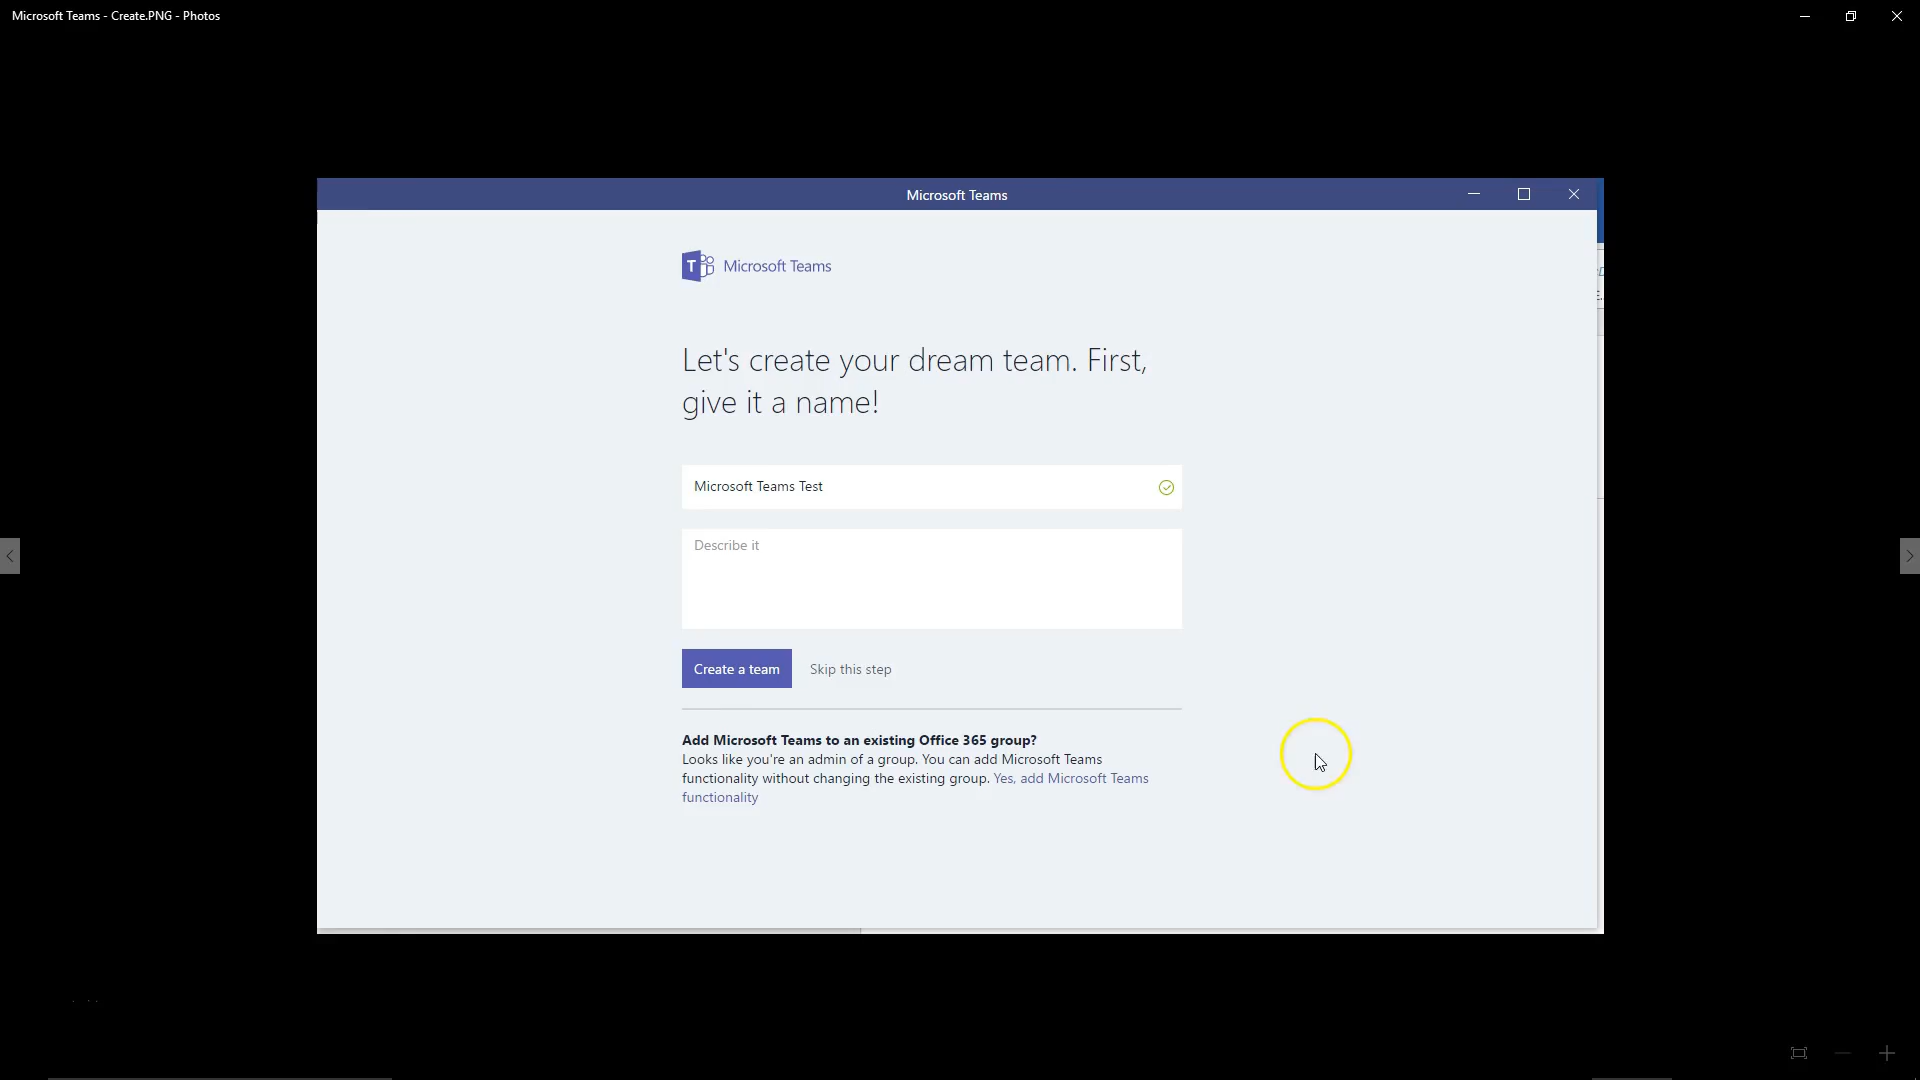 Microsoft Teams - Create.PNG - Photos
Microsoft Teams
Microsoft Teams
Let's create your dream team. First,
give it a name!
Microsoft Teams Test
Describe it
Create a team
Skip this step
Add Microsoft Teams to an existing Office 365 group?
Looks like you're an admin of a group. You can add Microsoft Teams
functionality without changing the existing group. Yes, add Microsoft Teams
functionality